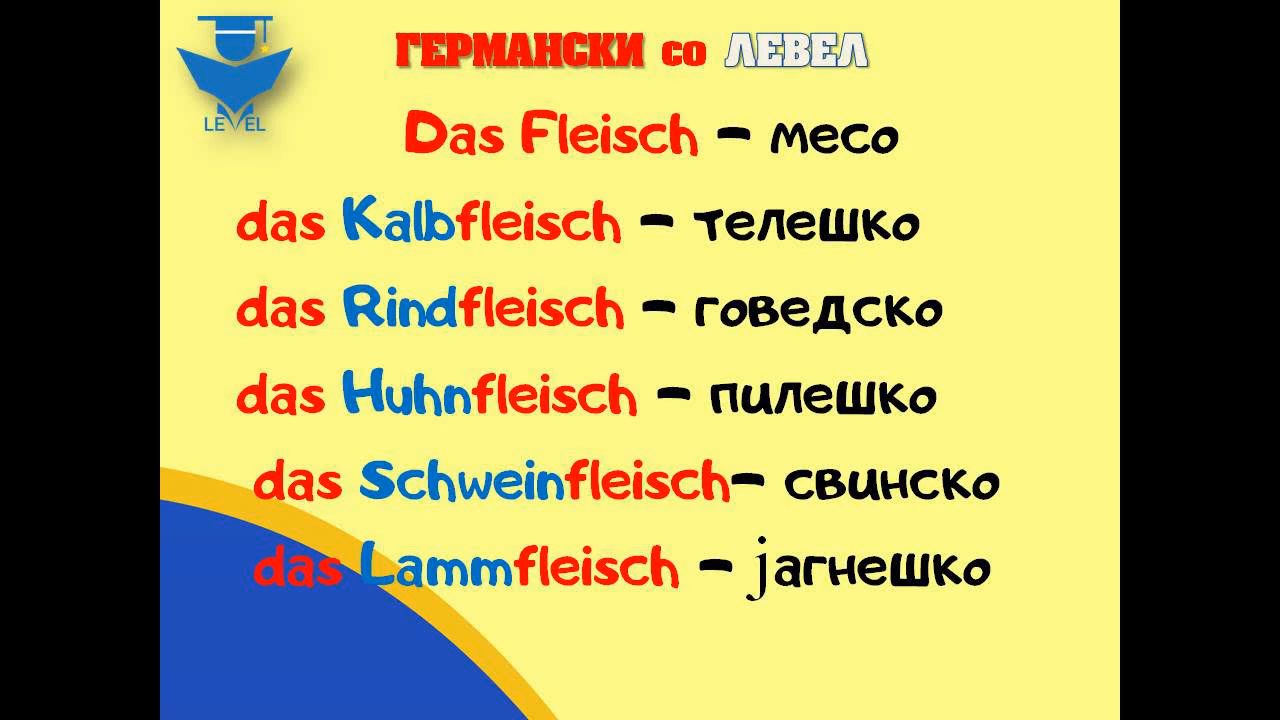 LEVEL
ГЕРМАНСКИ со ЛЕВЕЛ
Das Fleisch – месо
das Kalbfleisch – телешко
das Rindfleisch – говедско
das Huhnfleisch – пилешко
das Schweinfleisch– свинско
das Lammfleisch – јагнешко